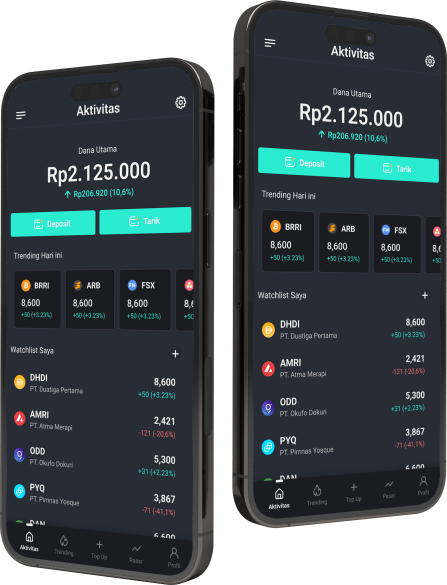 Aktivitas
Dana Utama
Rp2.125.000
Rp206.920 (10,6%)
Deposit
Tarik
Trending Hari ini
BRRI
ARB
FSX
8,600
8,600
8,600
8,6
+50 (+3.23%)
+50 (+3.23%)
+50 (+3.23%)
+50
Watchlist Saya
+
DHDI
8,600
PT. Duatiga Pertama
+50 (+3.23%)
AMRI
2,421
PT. Atma Merapi
-121 (-20,6%)
ODD
5,300
PT. Okufo Dokuri
+31 (+2.23%)
PYQ
3,867
PT. Pimnas Yosque
-71 (-41,1%)
Aktivitas
Trending
Top Up
Pasar
Profil
Aktivitas
Dana Utama
Rp2.125.000
Rp206.920 (10,6%)
Deposit
Tarik
Trending Hari ini
BRRI
ARB
FSX
8,600
8,600
8,600
8,6
+50 (+3.23%)
+50 (+3.23%)
+50 (+3.23%)
+50
Watchlist Saya
+
DHDI
8,600
PT. Duatiga Pertama
+50 (+3.23%)
AMRI
2,421
PT. Atma Merapi
-121 (-20,6%)
ODD
5,300
PT. Okufo Dokuri
+31 (+2.23%)
PYQ
3,867
PT. Pimnas Yosque
-71 (-41,1%)
Aktivitas
Trending
Top Up
Pasar
Profil